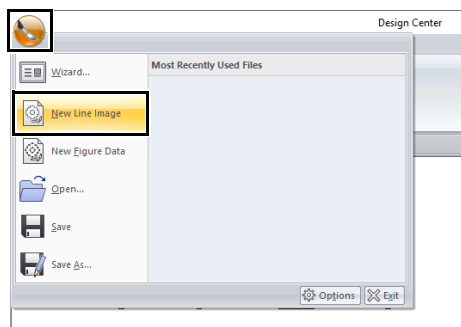 Design Center
Most Recently Used Files
Wizard...
New Line Image
New Figure Data
Open...
Save
Save As...
Options
Exit